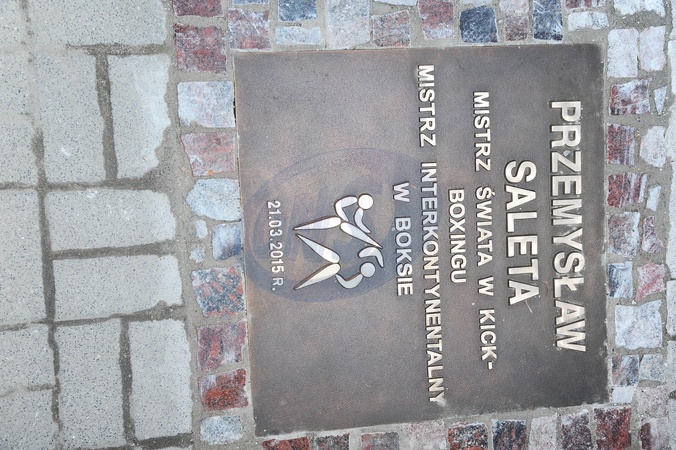 PRZEMYSŁAW
SALETA
MISTRZ ŚWIATA W KICK-
BOXINGU
MISTRZ INTERKONTYNENTALNY
W BOKSIE
21.03.2015 R.